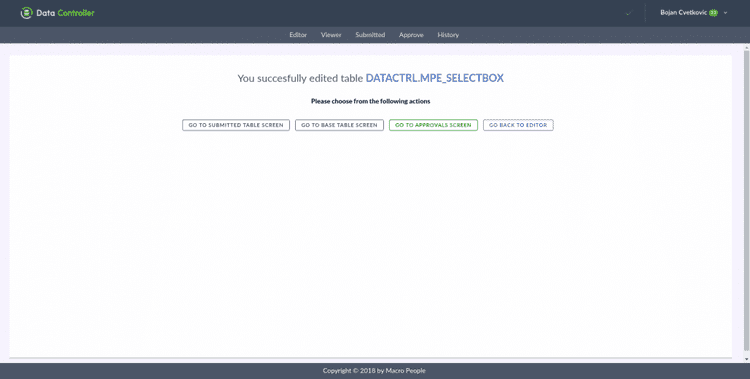 Data Controller
Bojan Cvetkovic
Editor Viewer Submitted Approve History
You succesfully edited table DATACTRL.MPE_SELECTBOX
Please choose from the following actions
GO TO SUBMITTED TABLE SCREEN GO TO BASE TABLE SCREEN GO TO APPROVALS SCREEN GO BACK TO EDITOR
Copyright © 2018 by Macro People